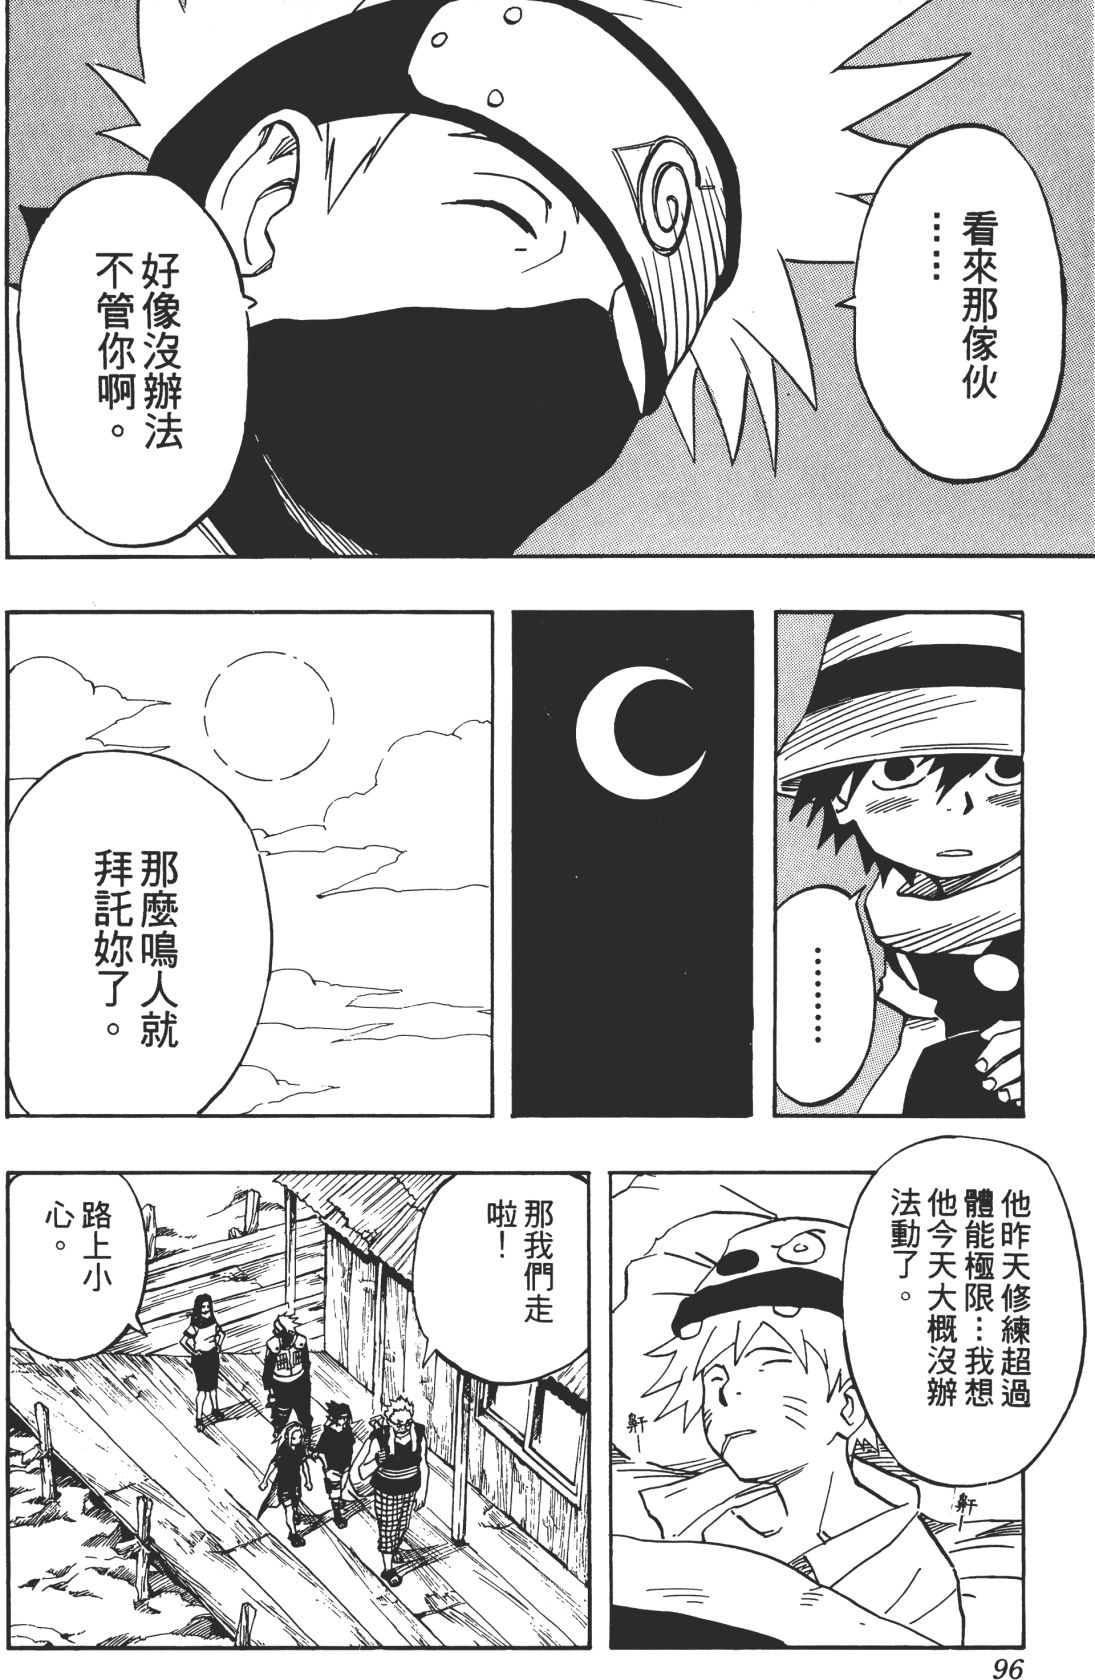 看來那傢伙
……
好像沒辦法
不管你啊。
………
那麼鳴人就
拜託妳了。
他昨天修練超過
體能極限…我想
他今天大概沒辦
法動了。
鼾—
鼾—
那我們走
啦！
路上小
心。
96